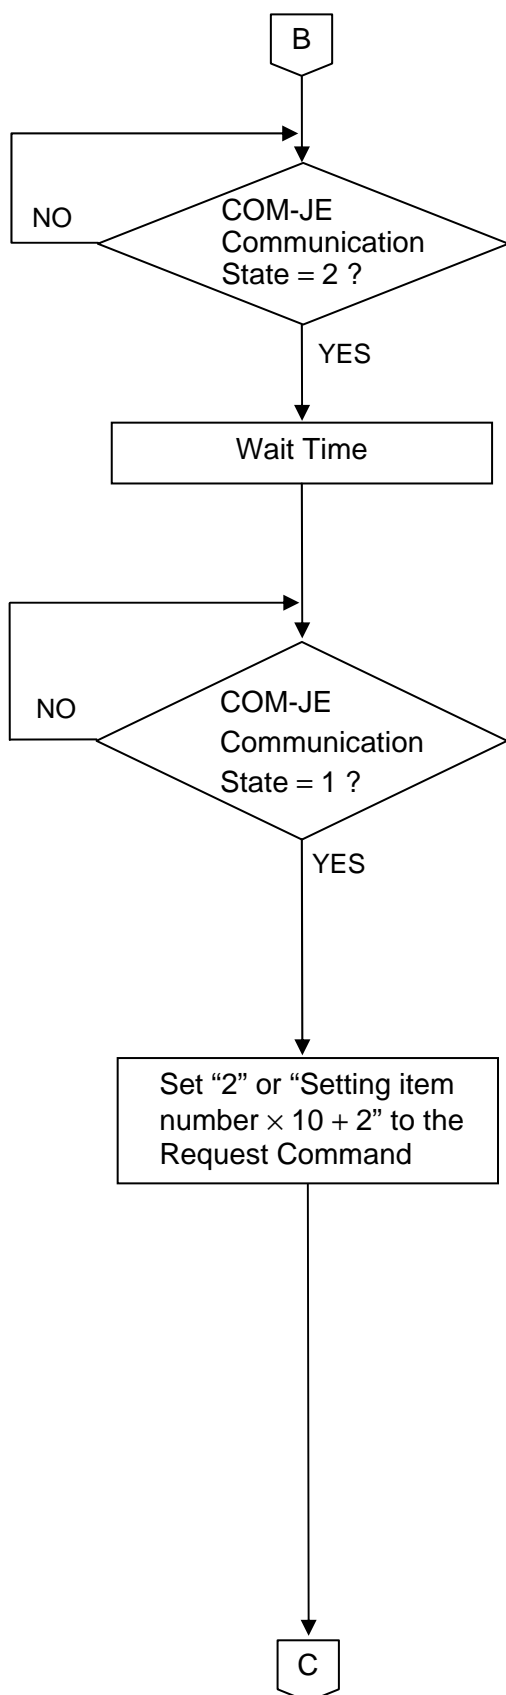 B
NO
COM-JE
Communication
State = 2 ?
YES
Wait Time
NO
COM-JE
Communication
State = 1 ?
YES
Set “2” or “Setting item
number × 10 + 2” to the
Request Command
C